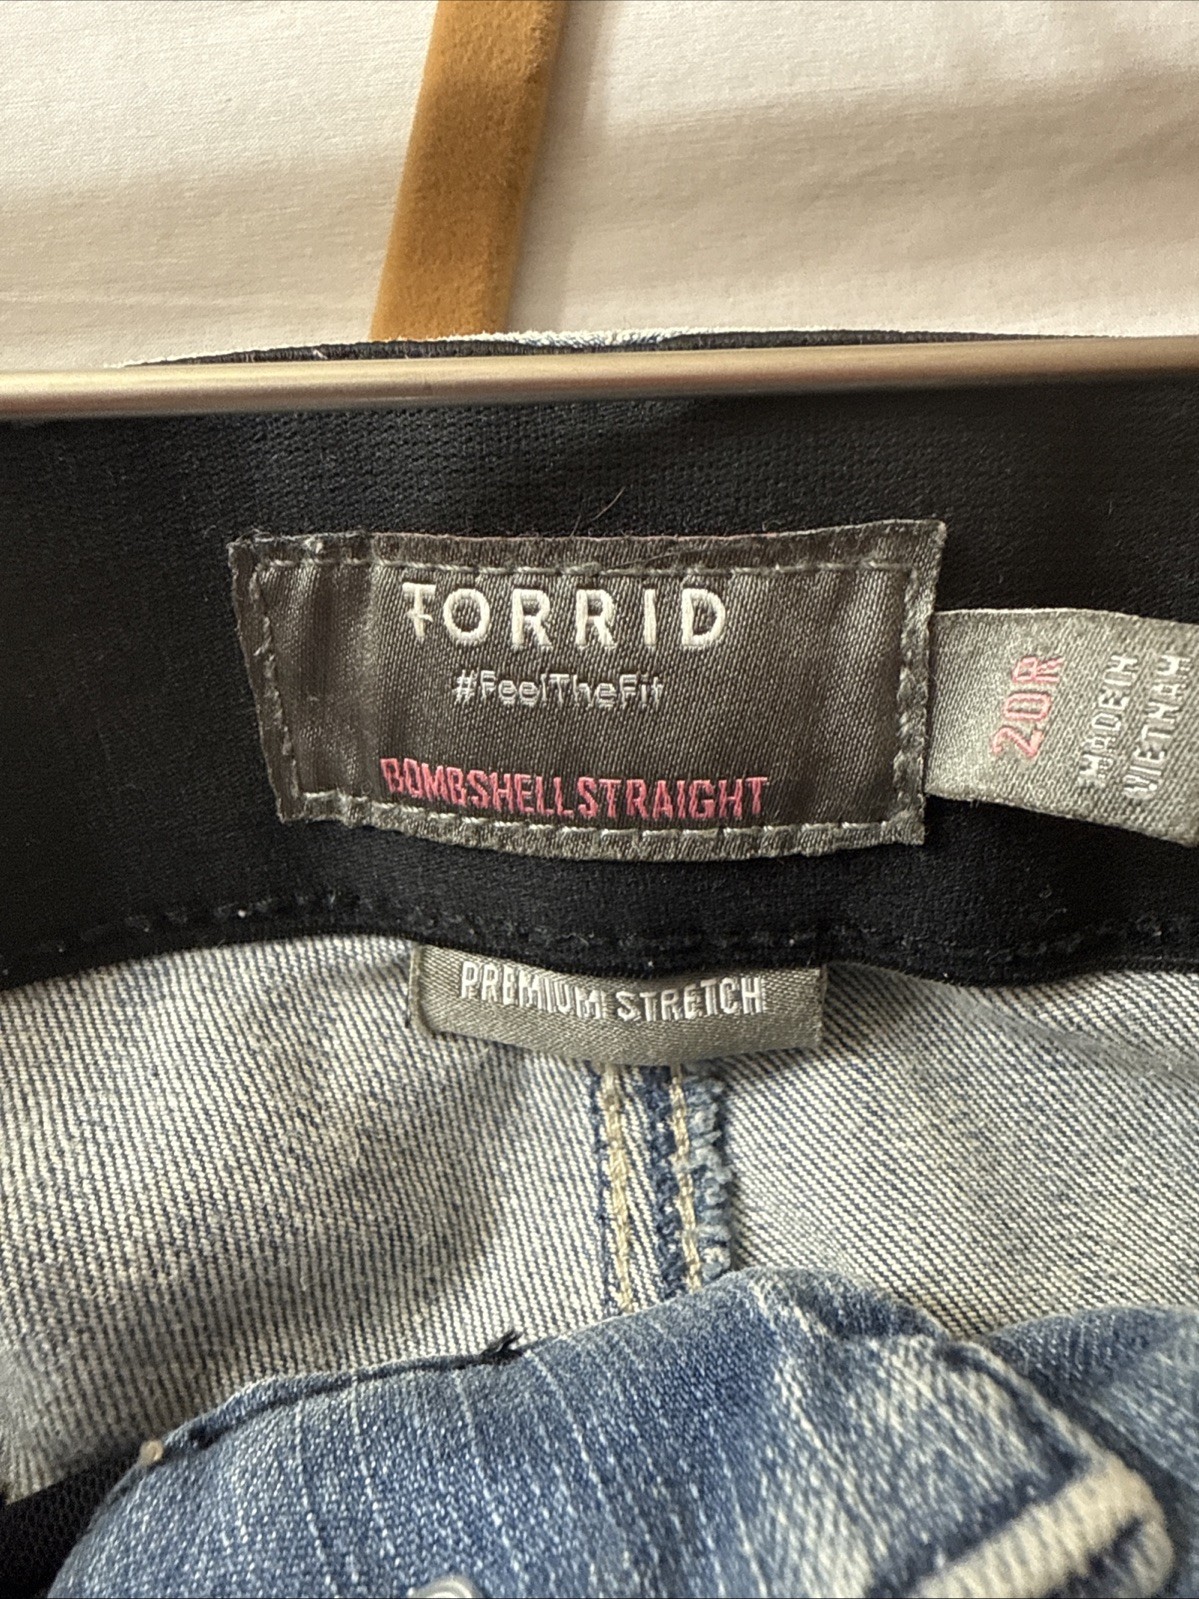 TORRID
#FeelTheFit
BOMBSHELL STRAIGHT
20R
MADE IN
VIETNAM
PREMIUM STRETCH